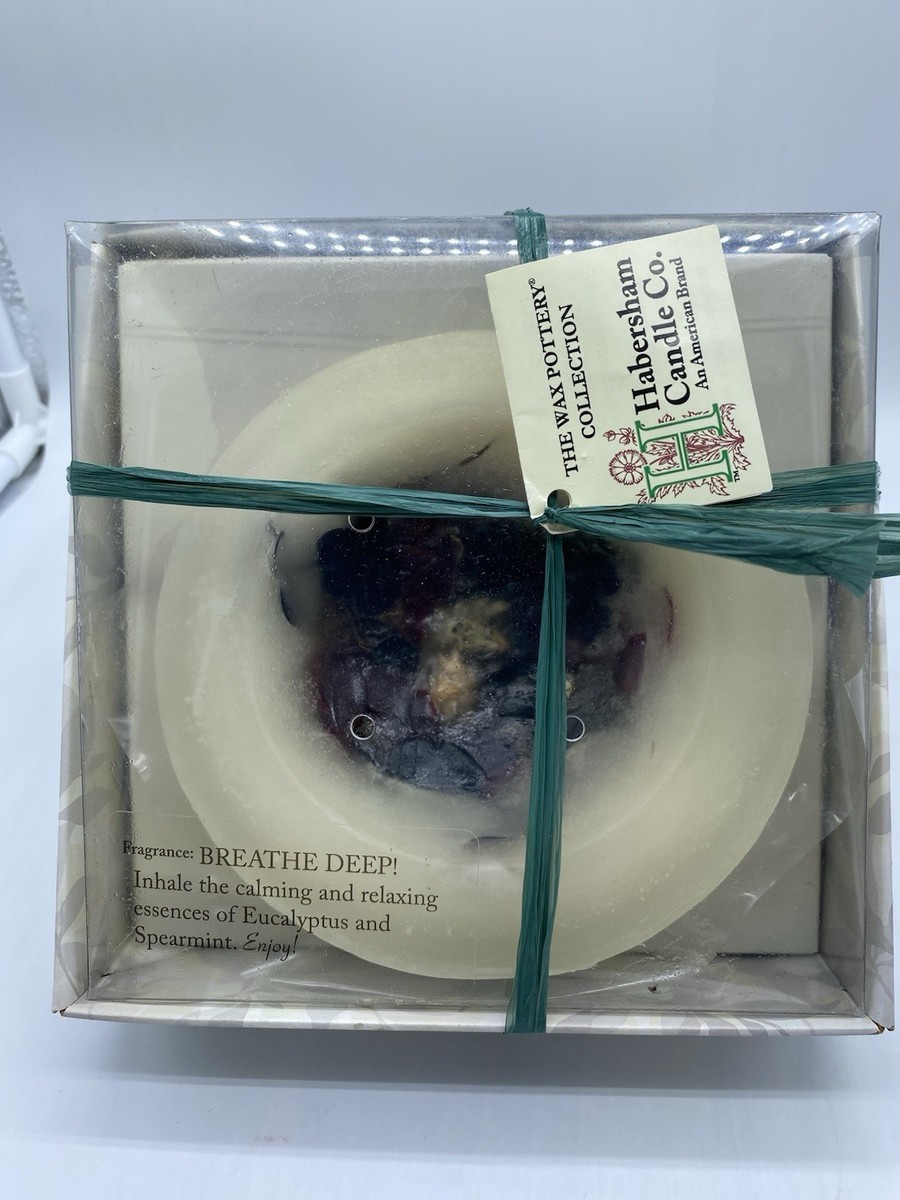 THE WAX POTTERY®
COLLECTION
Habersham
Candle Co.
An American Brand
H
TM
Fragrance: BREATHE DEEP!
Inhale the calming and relaxing
essences of Eucalyptus and
Spearmint. Enjoy!